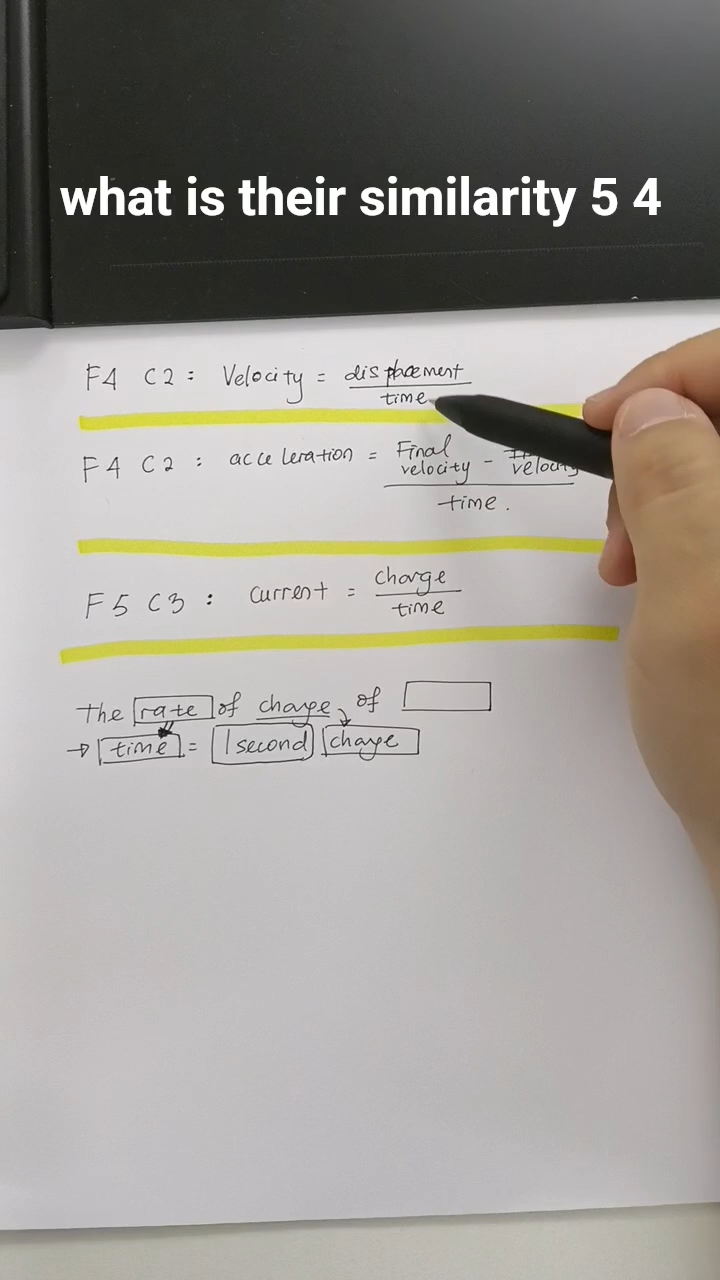 what is their similarity 5 4
F4 C2 : Velocity = displacement
time
F4 C2 : acceleration = Final velocity - velocity
time.
F5 C3 : Current = charge
time
The rate of change of
→ time = 1 second change